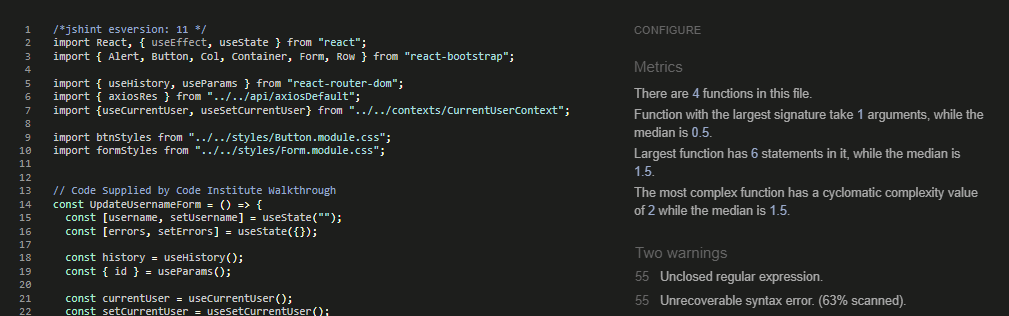 1 /*jshint esversion: 11 */
2 import React, { useEffect, useState } from "react";
3 import { Alert, Button, Col, Container, Form, Row } from "react-bootstrap";
4
5 import { useHistory, useParams } from "react-router-dom";
6 import { axiosRes } from "../../api/axiosDefault";
7 import {useCurrentUser, useSetCurrentUser} from "../../contexts/CurrentUserContext";
8
9 import btnStyles from "../../styles/Button.module.css";
10 import formStyles from "../../styles/Form.module.css";
11
12
13 // Code Supplied by Code Institute Walkthrough
14 const UpdateUsernameForm = () => {
15 const [username, setUsername] = useState("");
16 const [errors, setErrors] = useState({});
17
18 const history = useHistory();
19 const { id } = useParams();
20
21 const currentUser = useCurrentUser();
22 const setCurrentUser = useSetCurrentUser();
CONFIGURE
Metrics
There are 4 functions in this file.
Function with the largest signature take 1 arguments, while the
median is 0.5.
Largest function has 6 statements in it, while the median is
1.5.
The most complex function has a cyclomatic complexity value
of 2 while the median is 1.5.
Two warnings
55 Unclosed regular expression.
55 Unrecoverable syntax error. (63% scanned).